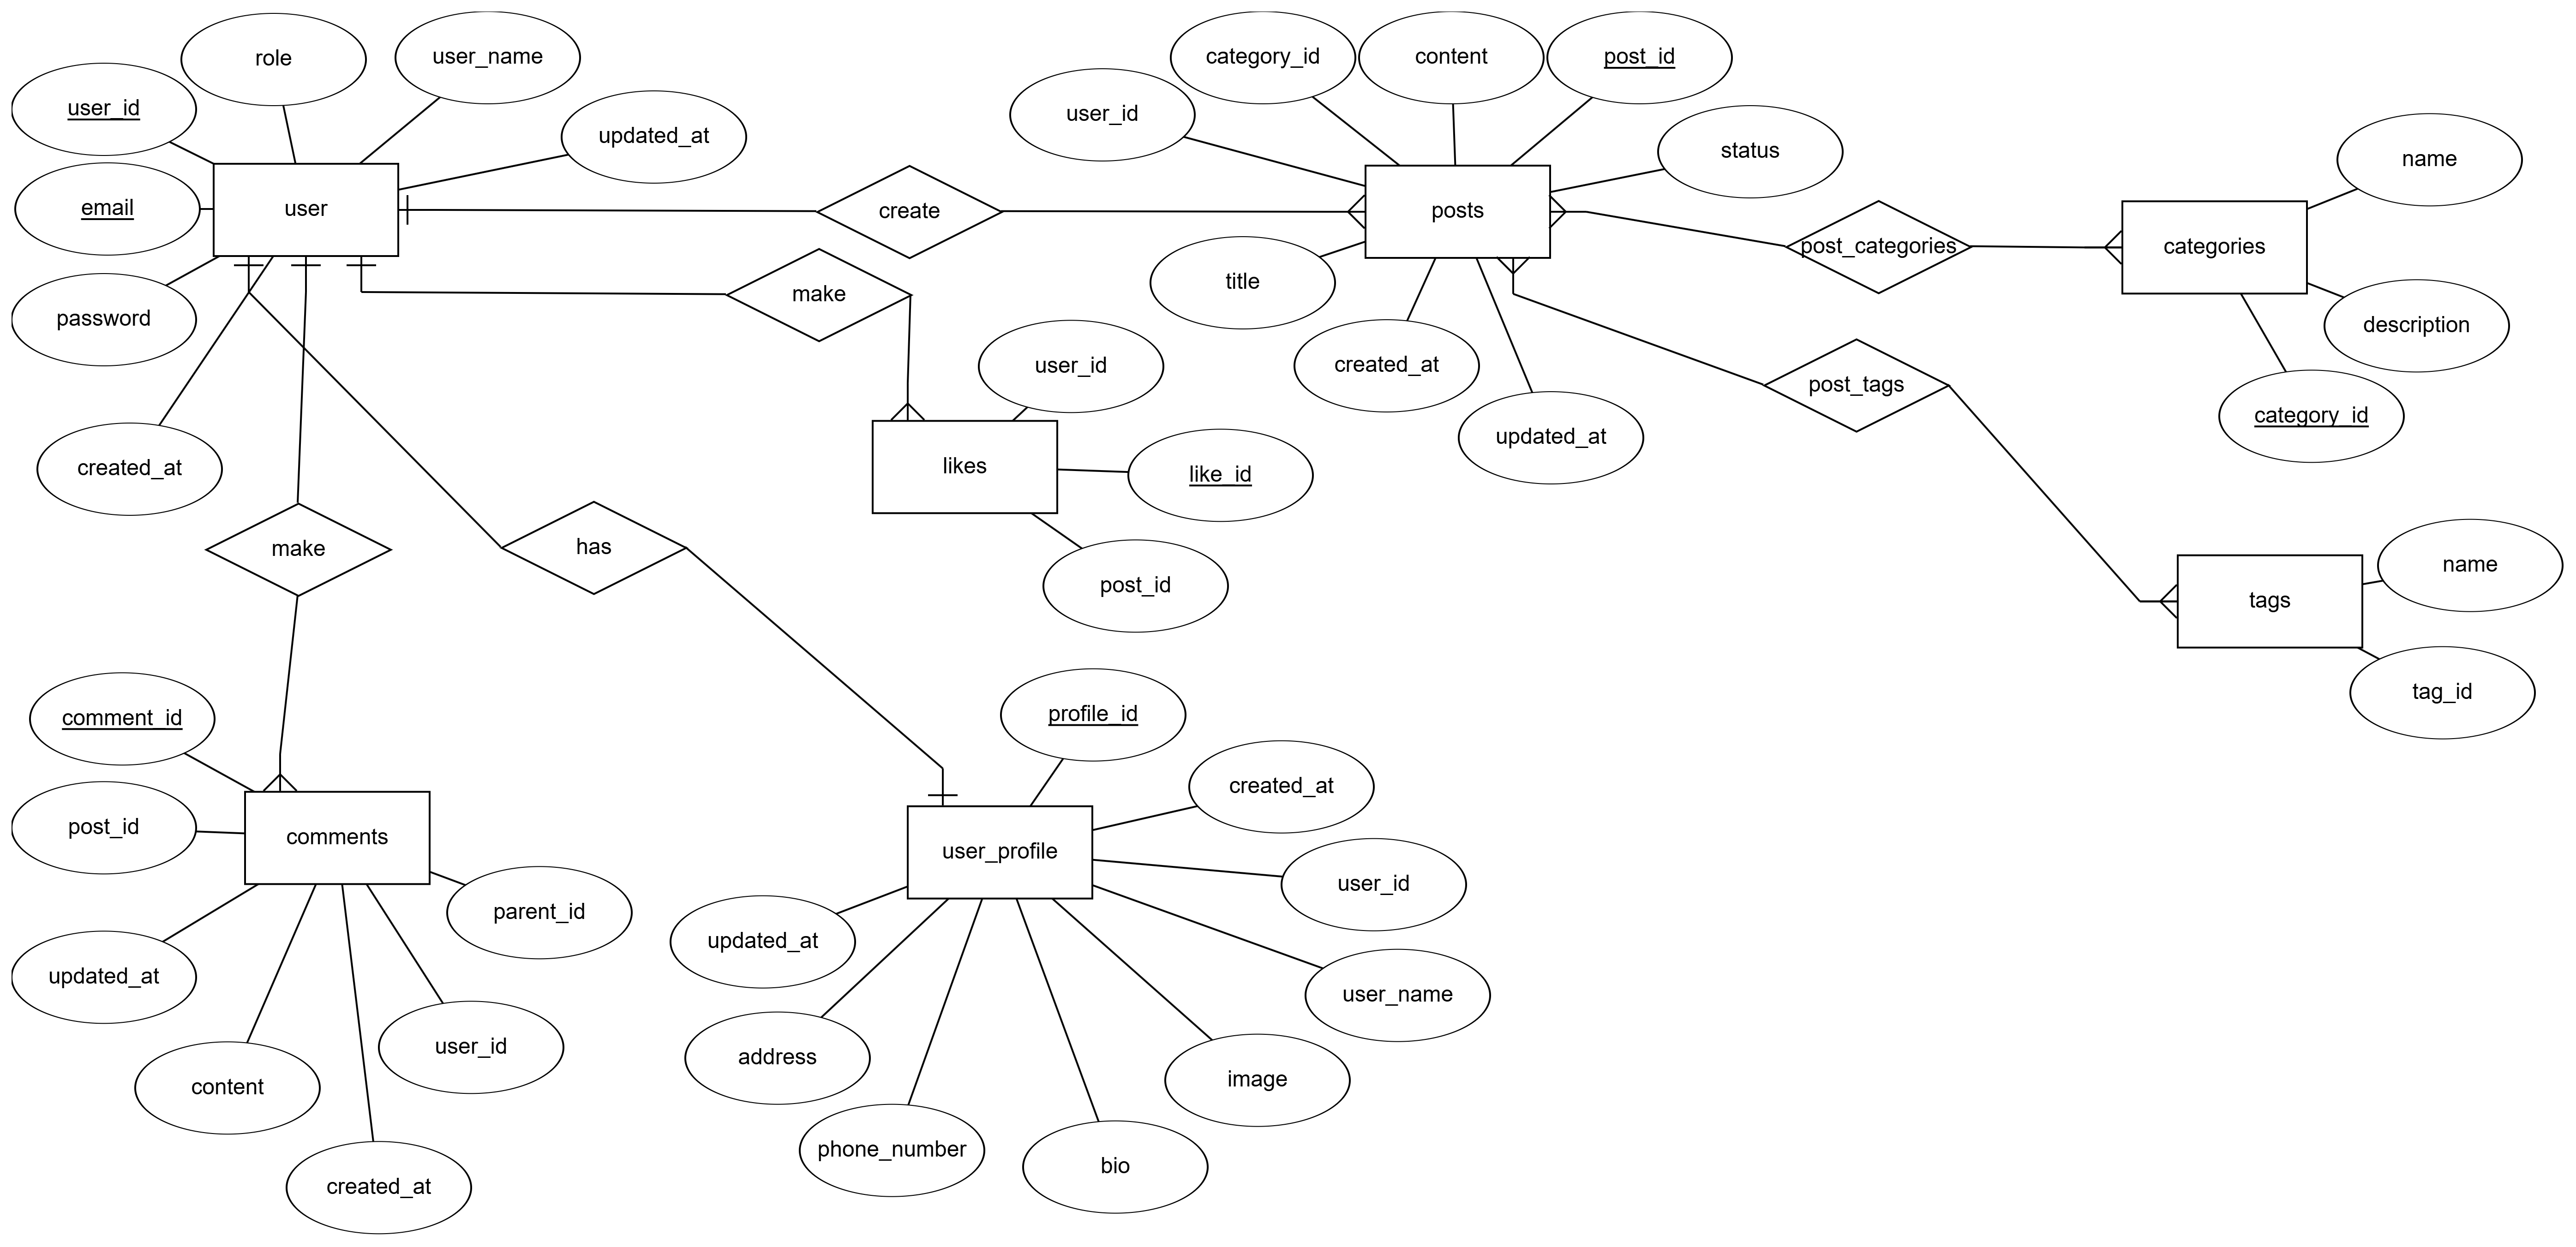 role
user_name
user_id
updated_at
email
user
password
created_at
create
make
category_id
content
post_id
user_id
status
posts
title
created_at
updated_at
post_categories
name
categories
description
category_id
post_tags
name
tags
tag_id
user_id
likes
like_id
post_id
make
has
comment_id
post_id
comments
parent_id
updated_at
user_id
content
created_at
profile_id
created_at
user_profile
user_id
updated_at
user_name
address
image
phone_number
bio